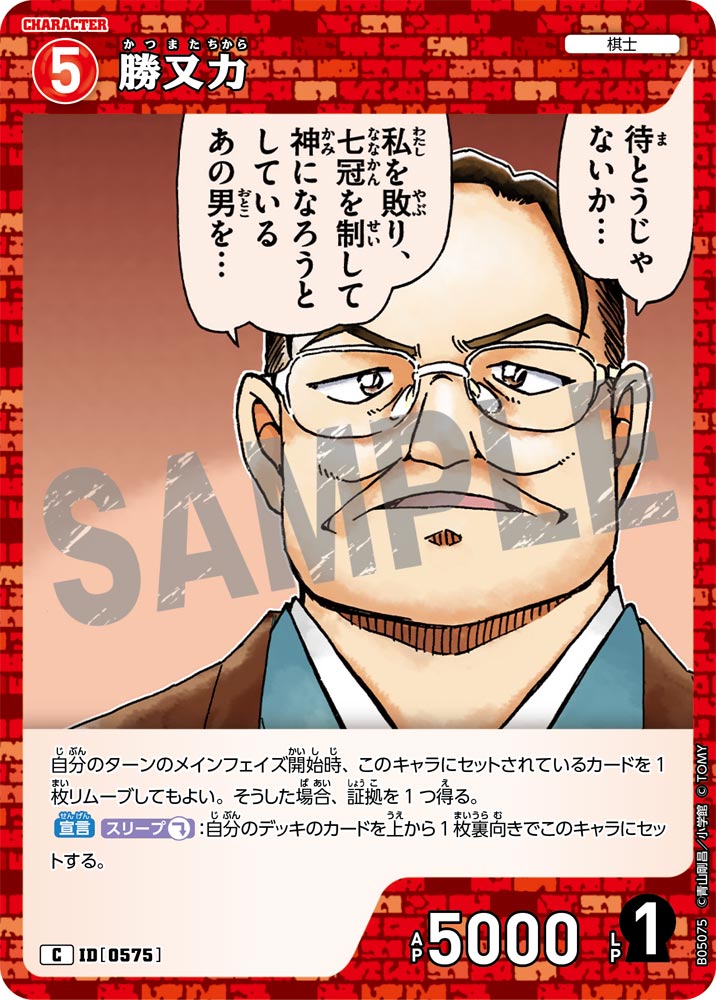 CHARACTER
5
かつまたちから
勝又力
棋士
待とうじゃ
ないか…
私を敗り、
七冠を制して
神になろうと
している
あの男を…
SAMPLE
自分のターンのメインフェイズ開始時、このキャラにセットされているカードを1
枚リムーブしてもよい。そうした場合、証拠を1つ得る。
宣言 スリープ:自分のデッキのカードを上から1枚裏向きでこのキャラにセッ
トする。
C ID[0575]
AP 5000 LP 1
B05075 ©青山剛昌/小学館 © TOMY